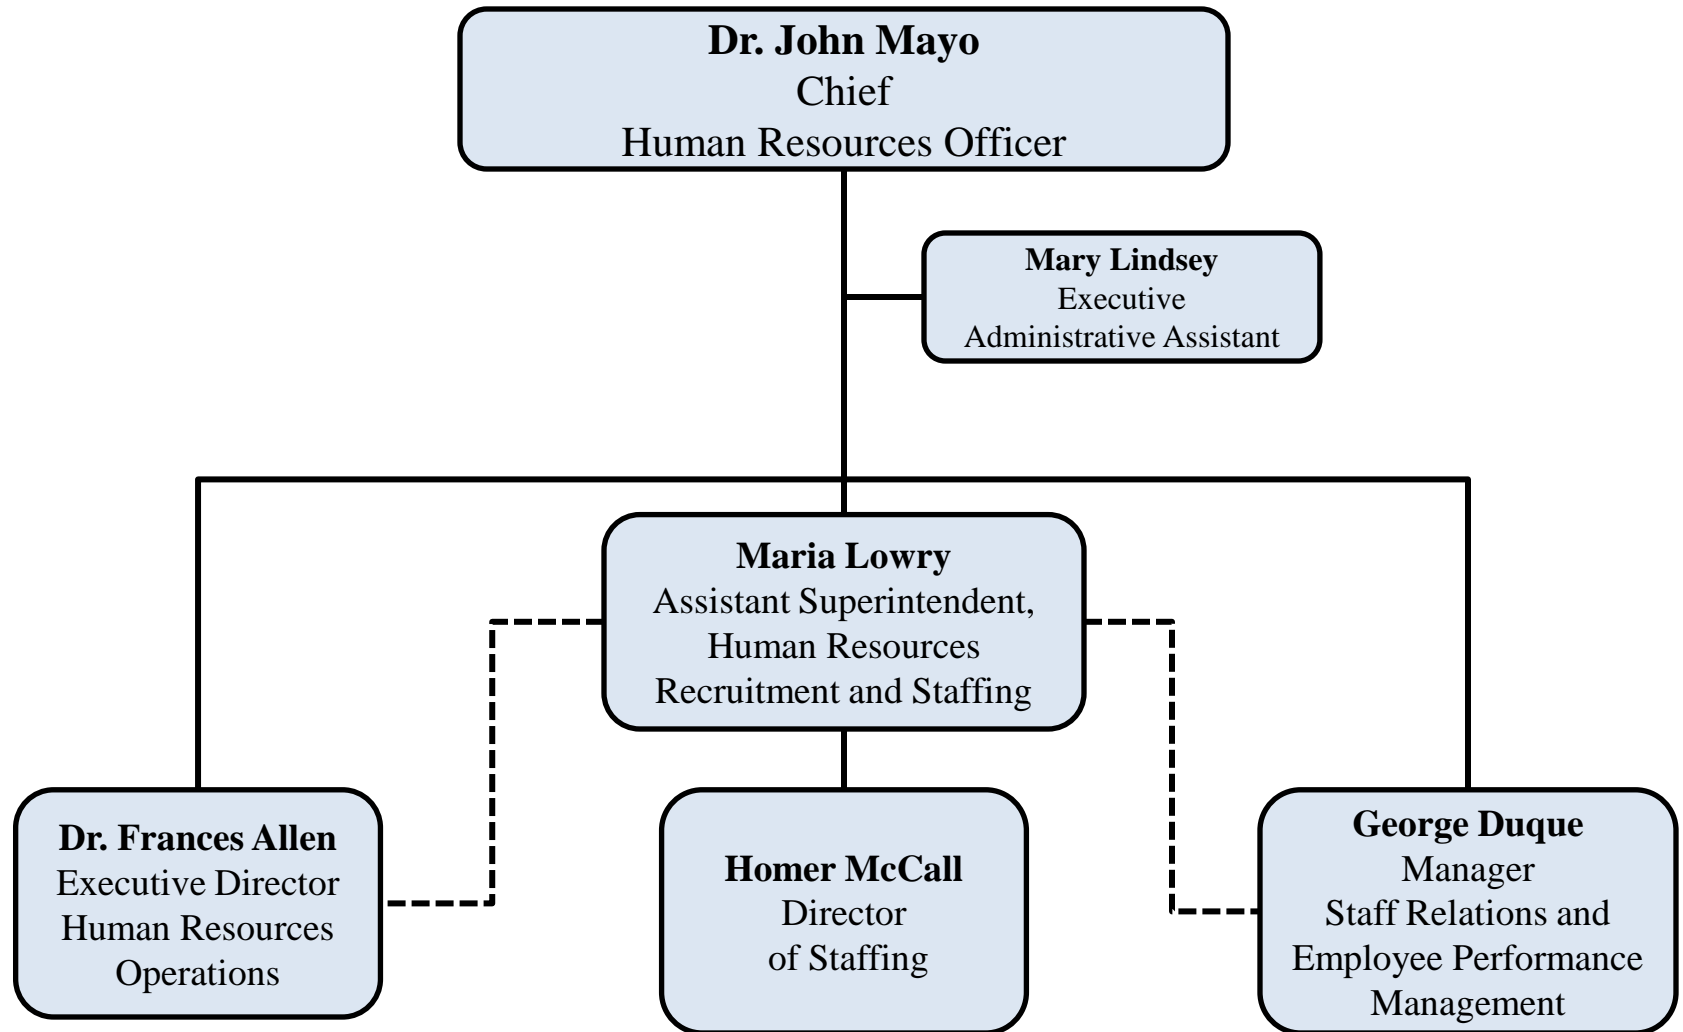 Dr. John Mayo
Chief
Human Resources Officer
Mary Lindsey
Executive
Administrative Assistant
Maria Lowry
Assistant Superintendent,
Human Resources
Recruitment and Staffing
Dr. Frances Allen
Executive Director
Human Resources
Operations
Homer McCall
Director
of Staffing
George Duque
Manager
Staff Relations and
Employee Performance
Management